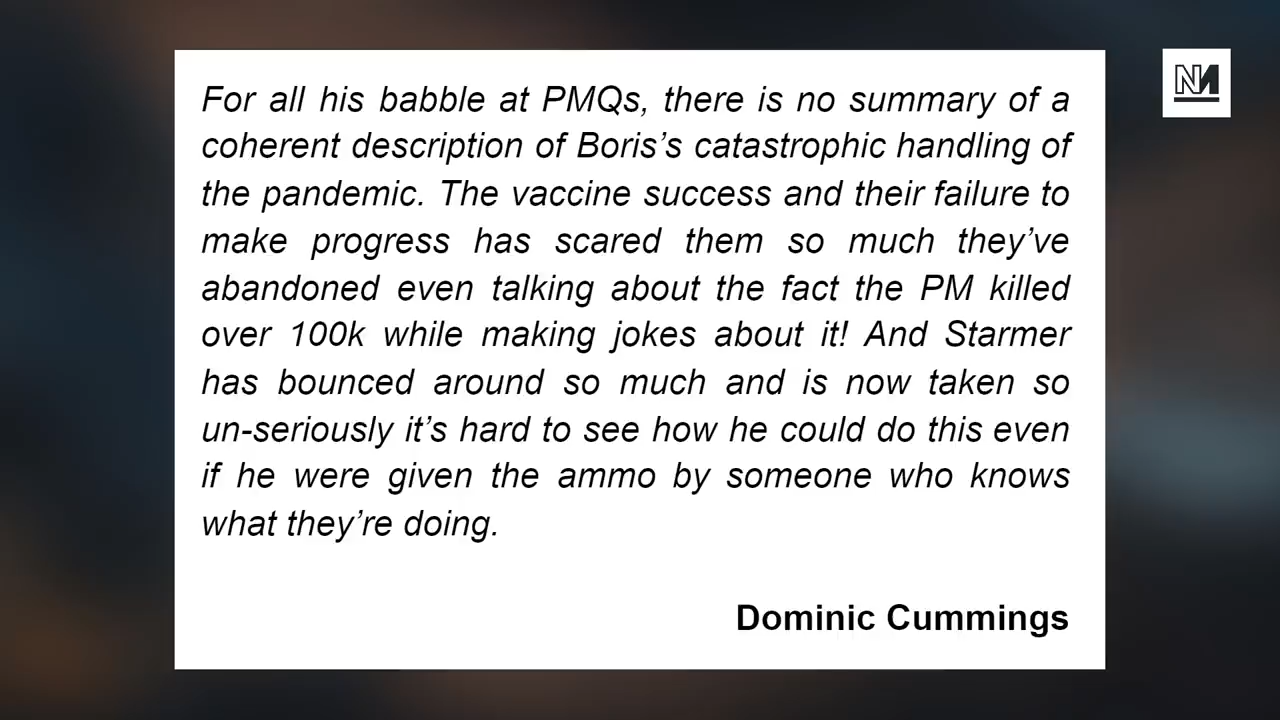 For all his babble at PMQs, there is no summary of a
coherent description of Boris’s catastrophic handling of
the pandemic. The vaccine success and their failure to
make progress has scared them so much they’ve
abandoned even talking about the fact the PM killed
over 100k while making jokes about it! And Starmer
has bounced around so much and is now taken so
un-seriously it’s hard to see how he could do this even
if he were given the ammo by someone who knows
what they’re doing.
Dominic Cummings